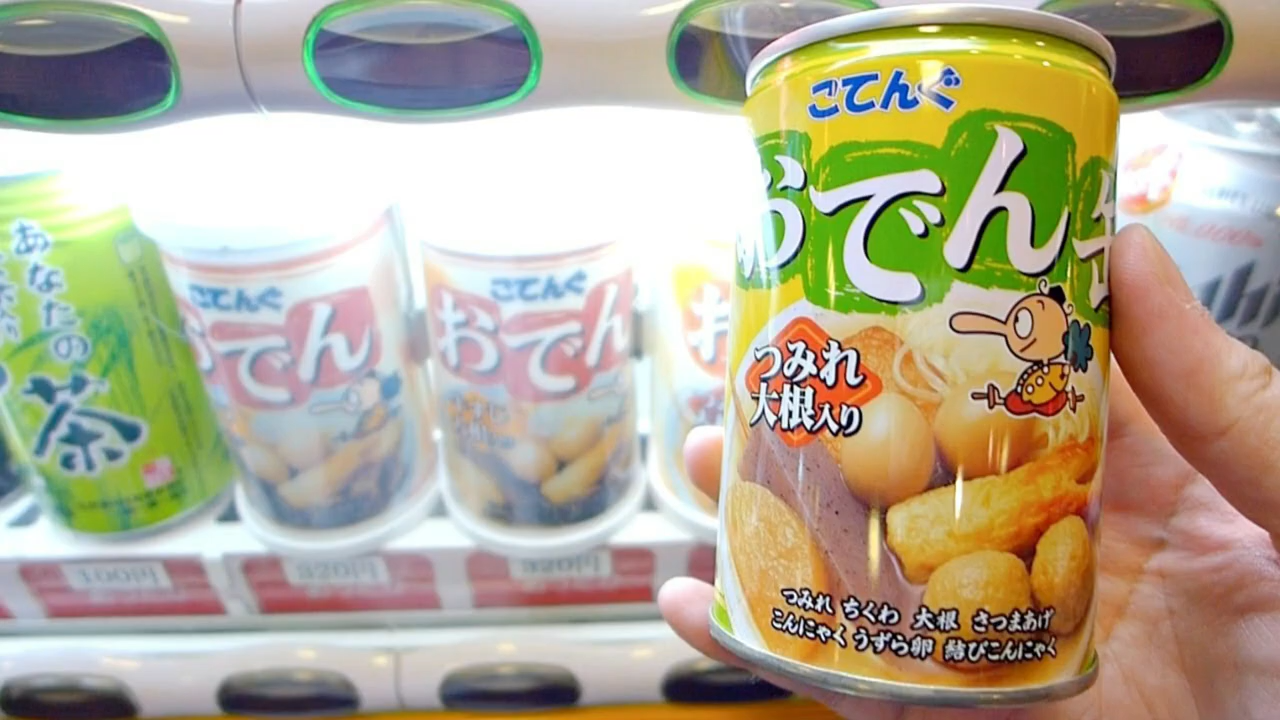 こてんぐ
おでん缶
つみれ
大根入り
つみれ ちくわ 大根 さつまあげ
こんにゃく うずら卵 結びこんにゃく
あなたの
茶
こてんぐ
おでん
こてんぐ
おでん
お
100円
320円
320円